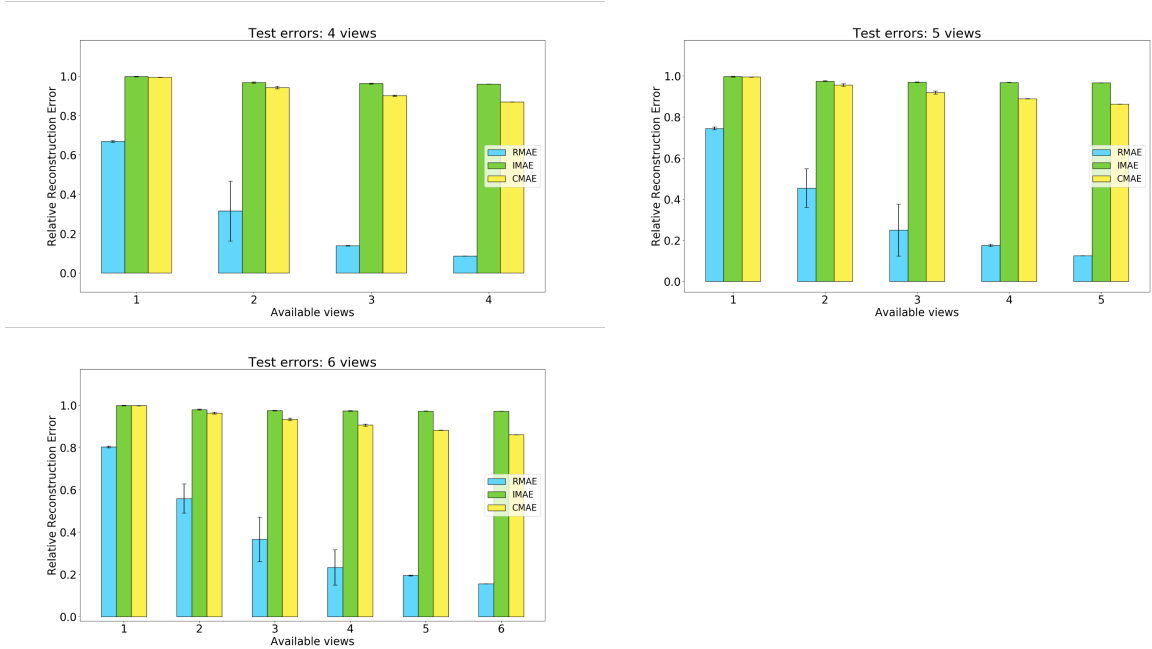 Test errors: 4 views
Relative Reconstruction Error
1.0
0.8
0.6
0.4
0.2
0.0
RMAE
IMAE
CMAE
1 2 3 4
Available views
Test errors: 5 views
Relative Reconstruction Error
1.0
0.8
0.6
0.4
0.2
0.0
RMAE
IMAE
CMAE
1 2 3 4 5
Available views
Test errors: 6 views
Relative Reconstruction Error
1.0
0.8
0.6
0.4
0.2
0.0
RMAE
IMAE
CMAE
1 2 3 4 5 6
Available views